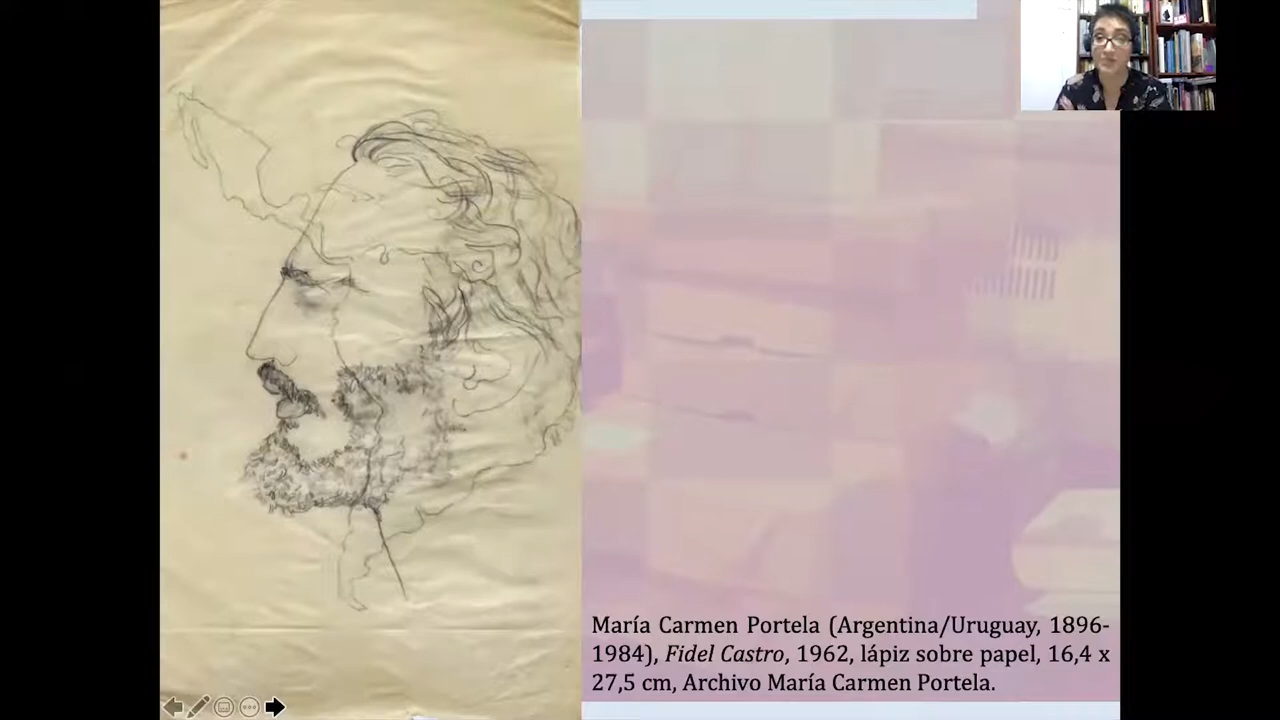 María Carmen Portela (Argentina/Uruguay, 1896-
1984), Fidel Castro, 1962, lápiz sobre papel, 16,4 x
27,5 cm, Archivo María Carmen Portela.